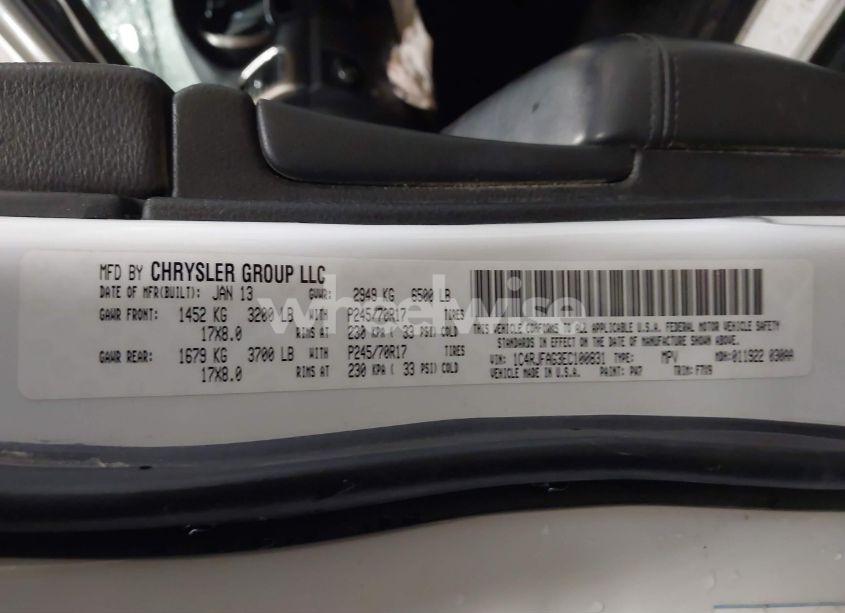 MFD BY CHRYSLER GROUP LLC
DATE OF MFR(BUILT): JAN 13 GVWR: 2949 KG 6500 LB
GAWR FRONT: 1452 KG 3200 LB WITH P245/70R17 TIRES
17X8.0 RIMS AT 230 KPA ( 33 PSI) COLD
GAWR REAR: 1679 KG 3700 LB WITH P245/70R17 TIRES
17X8.0 RIMS AT 230 KPA ( 33 PSI) COLD
THIS VEHICLE CONFORMS TO ALL APPLICABLE U.S.A. FEDERAL MOTOR VEHICLE SAFETY
STANDARDS IN EFFECT ON THE DATE OF MANUFACTURE SHOWN ABOVE.
VIN: 1C4RJFAG3EC100831 TYPE: MPV MDH: 011922 030AA
VEHICLE MADE IN U.S.A. PAINT: PW7 TRIM:
wheelwise